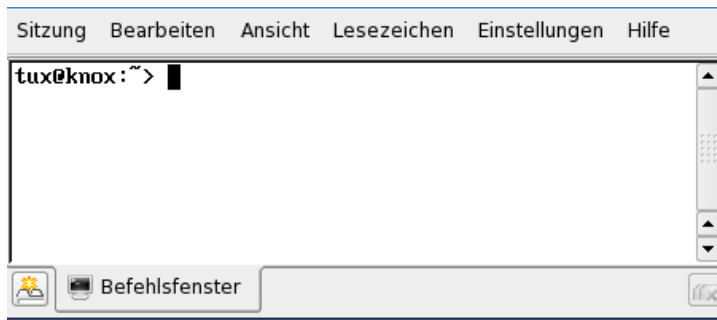 Sitzung Bearbeiten Ansicht Lesezeichen Einstellungen Hilfe
tux@knox:~>
Befehlsfenster